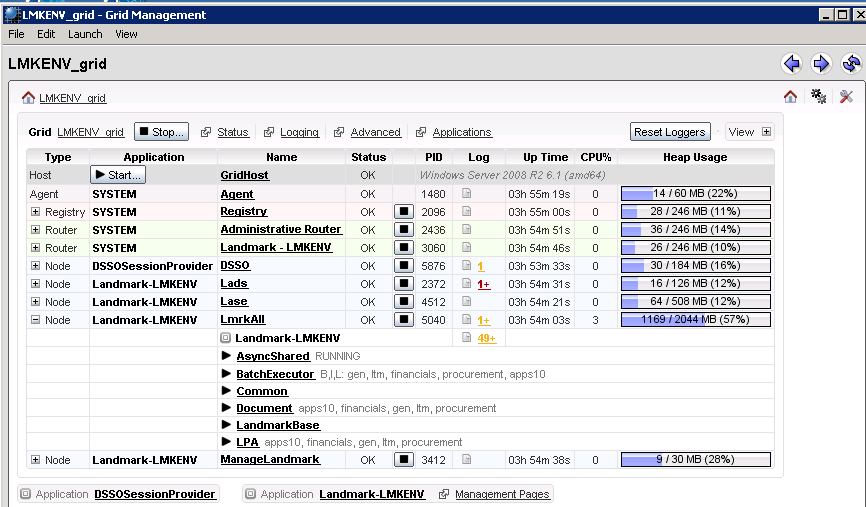 LMKENV_grid - Grid Management
File Edit Launch View
LMKENV_grid
LMKENV_grid
Grid LMKENV_grid Stop... Status Logging Advanced Applications Reset Loggers View
Type Application Name Status PID Log Up Time CPU% Heap Usage
Host Start... GridHost OK Windows Server 2008 R2 6.1 (amd64)
Agent SYSTEM Agent OK 1480 03h 55m 19s 0 14 / 60 MB (22%)
Registry SYSTEM Registry OK 2096 03h 55m 00s 0 28 / 246 MB (11%)
Router SYSTEM Administrative Router OK 2436 03h 54m 51s 0 36 / 246 MB (14%)
Router SYSTEM Landmark - LMKENV OK 3060 03h 54m 46s 0 26 / 246 MB (10%)
Node DSSOSessionProvider DSSO OK 5876 1 03h 53m 33s 0 30 / 184 MB (16%)
Node Landmark-LMKENV Lads OK 2372 1+ 03h 54m 31s 0 16 / 126 MB (12%)
Node Landmark-LMKENV Lase OK 4512 03h 54m 21s 0 64 / 508 MB (12%)
Node Landmark-LMKENV LmrkAll OK 5040 1+ 03h 54m 03s 3 1169 / 2044 MB (57%)
Landmark-LMKENV 49+
AsyncShared RUNNING
BatchExecutor B,I,L: gen, ltm, financials, procurement, apps10
Common
Document apps10, financials, gen, ltm, procurement
LandmarkBase
LPA apps10, financials, gen, ltm, procurement
Node Landmark-LMKENV ManageLandmark OK 3412 03h 54m 38s 0 9 / 30 MB (28%)
Application DSSOSessionProvider Application Landmark-LMKENV Management Pages